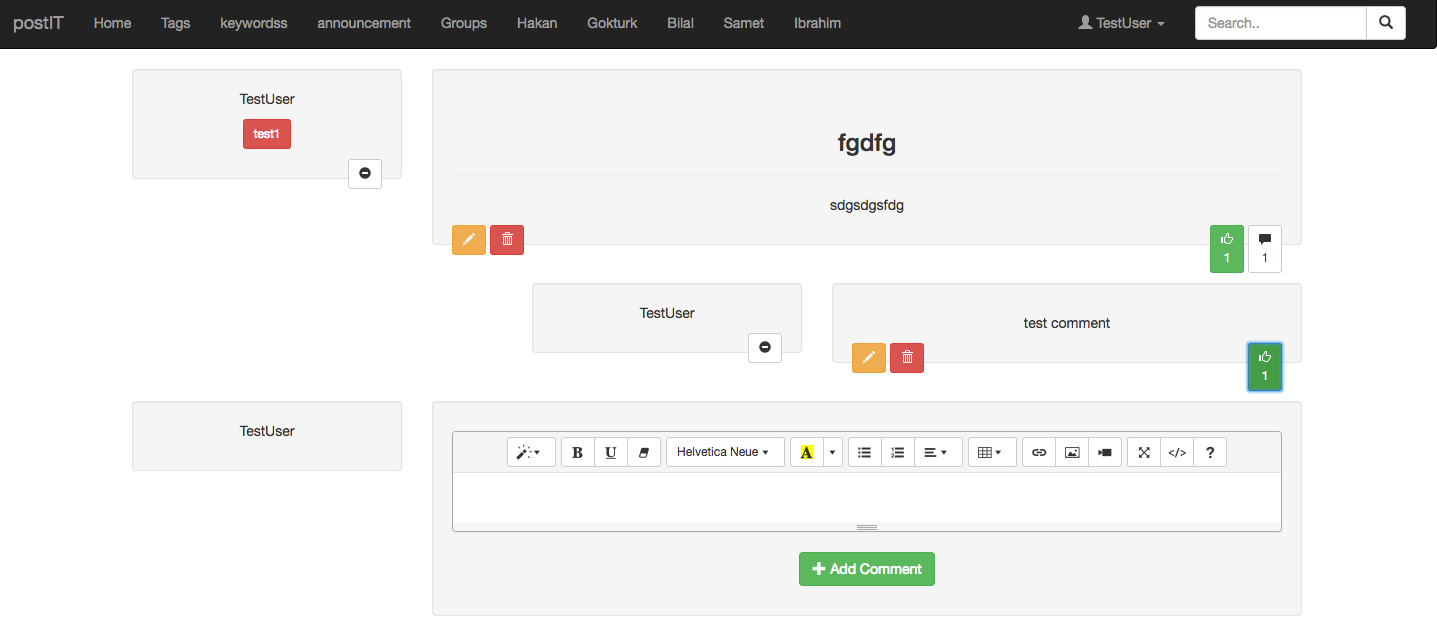 postIT Home Tags keywordss announcement Groups Hakan Gokturk Bilal Samet Ibrahim TestUser Search..
TestUser
test1
fgdfg
sdgsdgsfdg
1 1
TestUser
test comment
1
TestUser
B U Helvetica Neue A </> ?
Add Comment